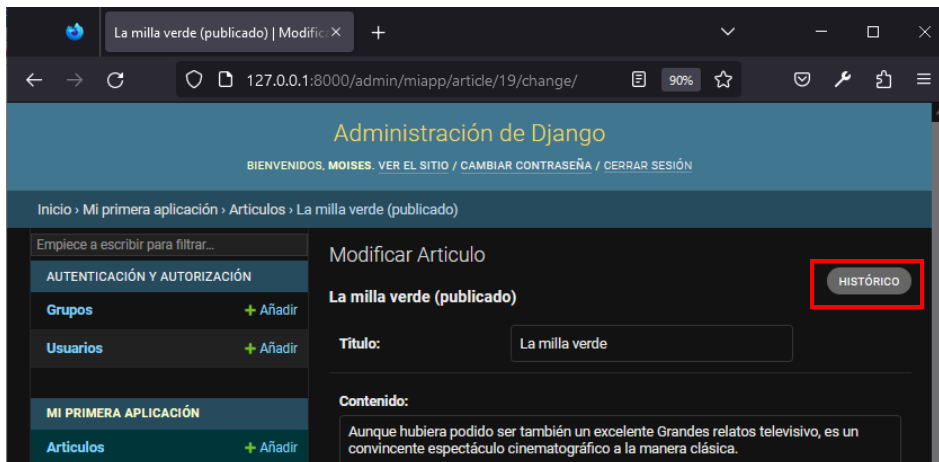 La milla verde (publicado) | Modific
127.0.0.1:8000/admin/miapp/article/19/change/ 90%
Administración de Django
BIENVENIDOS, MOISES. VER EL SITIO / CAMBIAR CONTRASEÑA / CERRAR SESIÓN
Inicio › Mi primera aplicación › Articulos › La milla verde (publicado)
Empiece a escribir para filtrar...
AUTENTICACIÓN Y AUTORIZACIÓN
Grupos + Añadir
Usuarios + Añadir
MI PRIMERA APLICACIÓN
Articulos + Añadir
Modificar Articulo
HISTÓRICO
La milla verde (publicado)
Título: La milla verde
Contenido:
Aunque hubiera podido ser también un excelente Grandes relatos televisivo, es un
convincente espectáculo cinematográfico a la manera clásica.